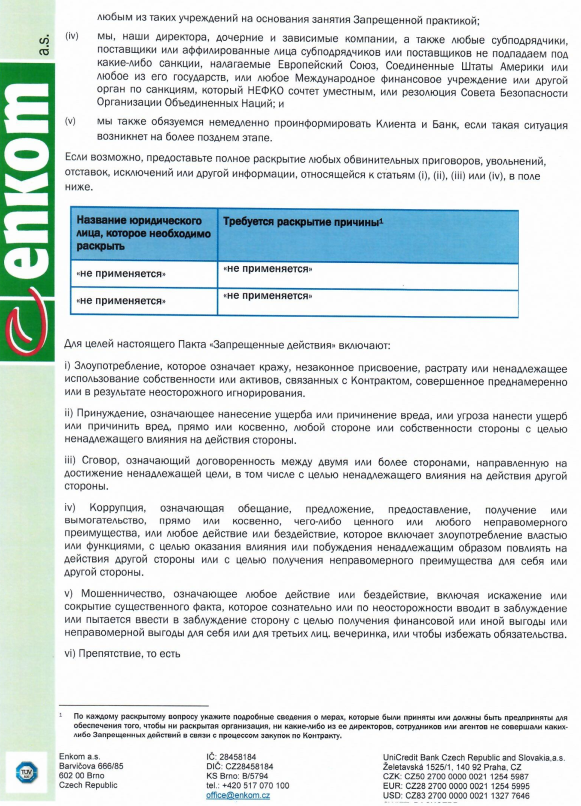 любым из таких учреждений на основания занятия Запрещенной практикой;
(iv) мы, наши директора, дочерние и зависимые компании, а также любые субподрядчики,
поставщики или аффилированные лица субподрядчиков или поставщиков не подпадаем под
какие-либо санкции, налагаемые Европейский Союз, Соединенные Штаты Америки или
любое из его государств, или любое Международное финансовое учреждение или другой
орган по санкциям, который НЕФКО сочтет уместным, или резолюция Совета Безопасности
Организации Объединенных Наций; и
(v) мы также обязуемся немедленно проинформировать Клиента и Банк, если такая ситуация
возникнет на более позднем этапе.
Если возможно, предоставьте полное раскрытие любых обвинительных приговоров, увольнений,
отставок, исключений или другой информации, относящейся к статьям (i), (ii), (iii) или (iv), в поле
ниже.
enkom a.s.
Название юридического
лица, которое необходимо
раскрыть
Требуется раскрытие причины¹
«не применяется»
«не применяется»
«не применяется»
«не применяется»
Для целей настоящего Пакта «Запрещенные действия» включают:
i) Злоупотребление, которое означает кражу, незаконное присвоение, растрату или ненадлежащее
использование собственности или активов, связанных с Контрактом, совершенное преднамеренно
или в результате неосторожного игнорирования.
ii) Принуждение, означающее нанесение ущерба или причинение вреда, или угроза нанести ущерб
или причинить вред, прямо или косвенно, любой стороне или собственности стороны с целью
ненадлежащего влияния на действия стороны.
iii) Сговор, означающий договоренность между двумя или более сторонами, направленную на
достижение ненадлежащей цели, в том числе с целью ненадлежащего влияния на действия другой
стороны.
iv) Коррупция, означающая обещание, предложение, предоставление, получение или
вымогательство, прямо или косвенно, чего-либо ценного или любого неправомерного
преимущества, или любое действие или бездействие, которое включает злоупотребление властью
или функциями, с целью оказания влияния или побуждения ненадлежащим образом повлиять на
действия другой стороны или с целью получения неправомерного преимущества для себя или
другой стороны.
v) Мошенничество, означающее любое действие или бездействие, включая искажение или
сокрытие существенного факта, которое сознательно или по неосторожности вводит в заблуждение
или пытается ввести в заблуждение сторону с целью получения финансовой или иной выгоды или
неправомерной выгоды для себя или для третьих лиц. вечеринка, или чтобы избежать обязательства.
vi) Препятствие, то есть
¹ По каждому раскрытому вопросу укажите подробные сведения о мерах, которые были приняты или должны быть предприняты для
обеспечения того, чтобы ни раскрытая организация, ни какие-либо из ее директоров, сотрудников или агентов не совершали каких-
либо Запрещенных действий в связи с процессом закупок по Контракту.
TÜV
Enkom a.s.
Barvičova 666/85
602 00 Brno
Czech Republic
IČ: 28458184
DIČ: CZ28458184
KS Brno: B/5794
tel.: +420 517 070 100
office@enkom.cz
UniCredit Bank Czech Republic and Slovakia,a.s.
Želetavská 1525/1, 140 92 Praha, CZ
CZK: CZ50 2700 0000 0021 1254 5987
EUR: CZ28 2700 0000 0021 1254 5995
USD: CZ83 2700 0000 0021 1327 7646